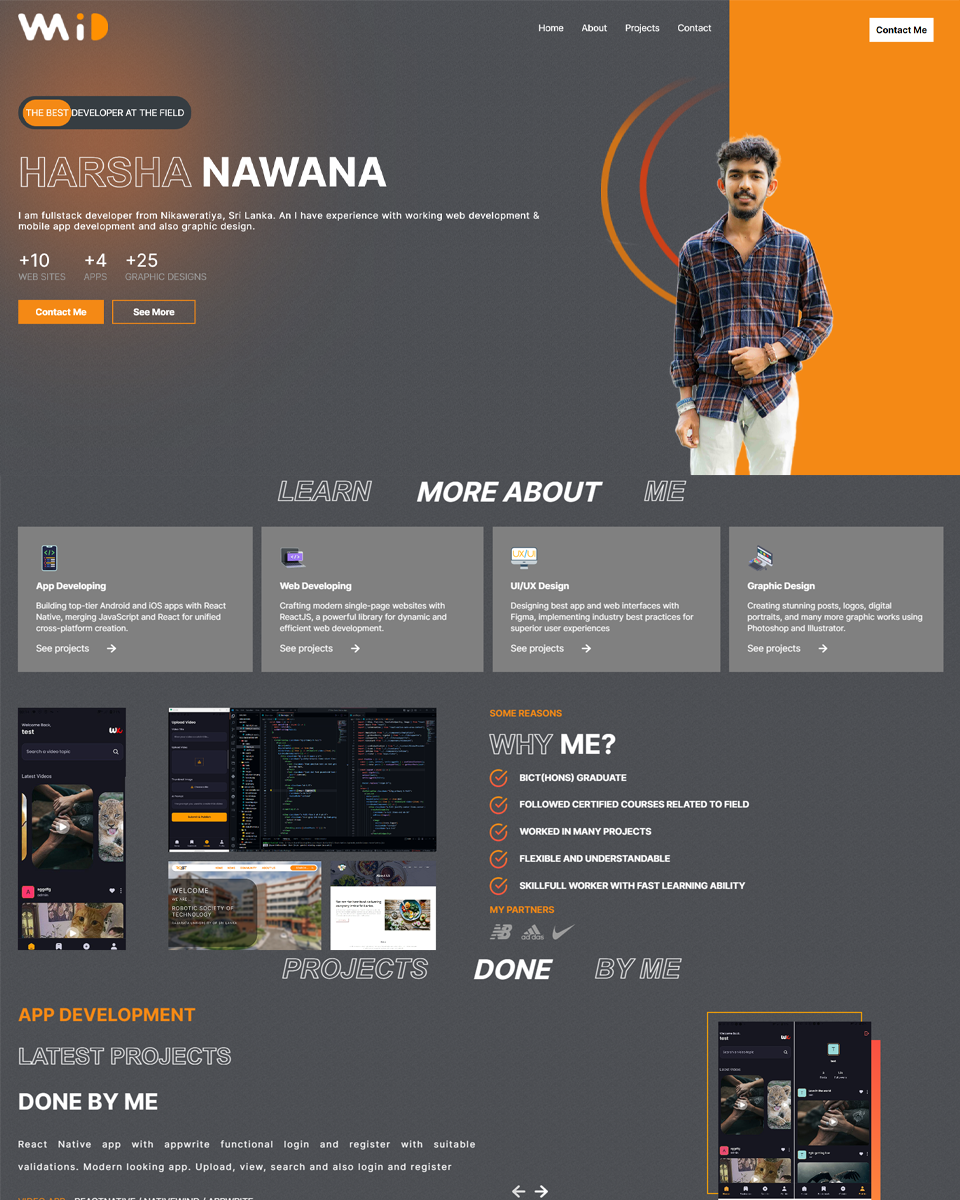 WMiD
Home About Projects Contact
Contact Me
THE BEST DEVELOPER AT THE FIELD
HARSHA NAWANA
I am fullstack developer from Nikaweratiya, Sri Lanka. An I have experience with working web development &
mobile app development and also graphic design.
+10 +4 +25
WEB SITES APPS GRAPHIC DESIGNS
Contact Me See More
LEARN MORE ABOUT ME
App Developing
Building top-tier Android and iOS apps with React
Native, merging JavaScript and React for unified
cross-platform creation.
See projects
Web Developing
Crafting modern single-page websites with
ReactJS, a powerful library for dynamic and
efficient web development.
See projects
UX/UI
UI/UX Design
Designing best app and web interfaces with
Figma, implementing industry best practices for
superior user experiences
See projects
Graphic Design
Creating stunning posts, logos, digital
portraits, and many more graphic works using
Photoshop and Illustrator.
See projects
Welcome Back,
test
Search a video topic
Latest Videos
Upload Video
WELCOME
WE ARE...
ROBOTIC SOCIETY OF
TECHNOLOGY
SOME REASONS
WHY ME?
BICT(HONS) GRADUATE
FOLLOWED CERTIFIED COURSES RELATED TO FIELD
WORKED IN MANY PROJECTS
FLEXIBLE AND UNDERSTANDABLE
SKILLFULL WORKER WITH FAST LEARNING ABILITY
MY PARTNERS
adidas
PROJECTS DONE BY ME
APP DEVELOPMENT
LATEST PROJECTS
DONE BY ME
React Native app with appwrite functional login and register with suitable
validations. Modern looking app. Upload, view, search and also login and register
VIDEO APP - REACTNATIVE / NATIVEWIND / APPWRITE
Welcome Back,
test